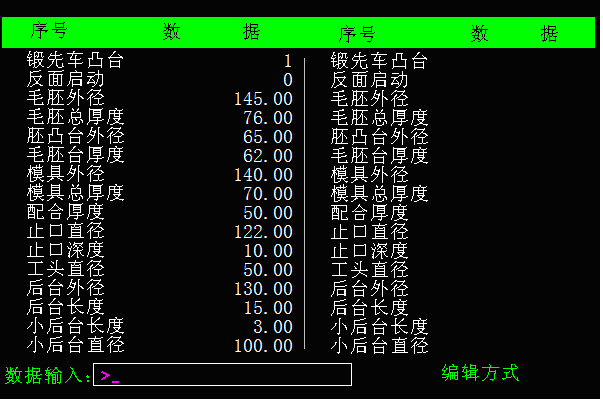 序号 数 据 序号 数 据
锻先车凸台 1 锻先车凸台
反面启动 0 反面启动
毛胚外径 145.00 毛胚外径
毛胚总厚度 76.00 毛胚总厚度
胚凸台外径 65.00 胚凸台外径
毛胚台厚度 62.00 毛胚台厚度
模具外径 140.00 模具外径
模具总厚度 70.00 模具总厚度
配合厚度 50.00 配合厚度
止口直径 122.00 止口直径
止口深度 10.00 止口深度
工头直径 50.00 工头直径
后台外径 130.00 后台外径
后台长度 15.00 后台长度
小后台长度 3.00 小后台长度
小后台直径 100.00 小后台直径
数据输入: >_ 编辑方式